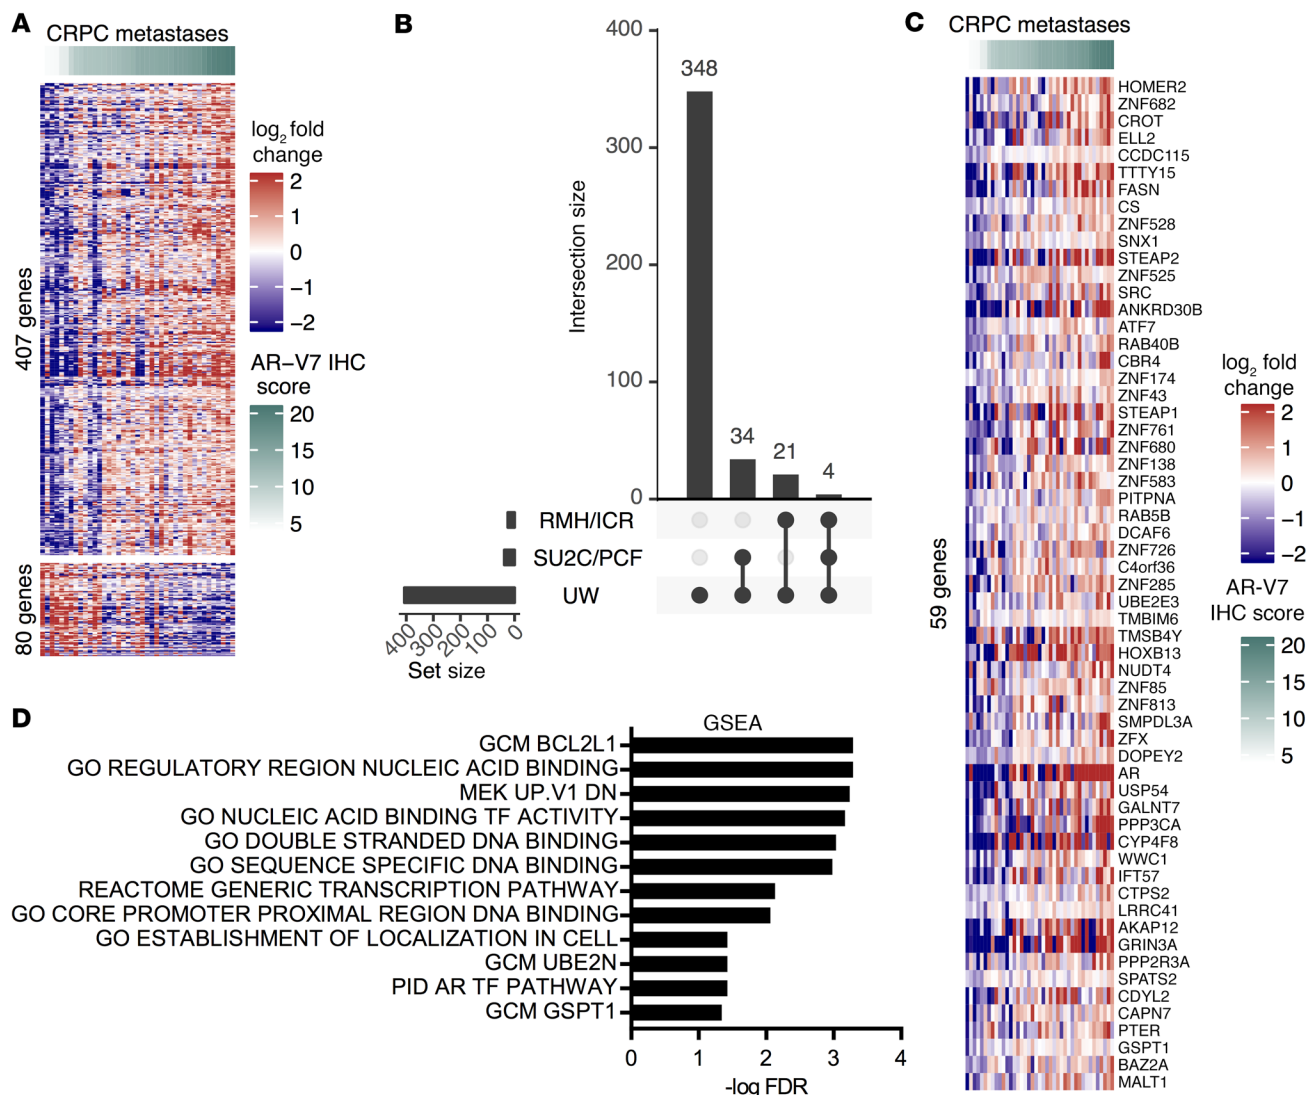 A
CRPC metastases
407 genes
80 genes
log2 fold
change
2
1
0
−1
−2
AR−V7 IHC
score
20
15
10
5
B
Intersection size
400
300
200
100
0
348
34
21
4
RMH/ICR
SU2C/PCF
UW
400
300
200
100
0
Set size
C
CRPC metastases
59 genes
HOMER2
ZNF682
CROT
ELL2
CCDC115
TTTY15
FASN
CS
ZNF528
SNX1
STEAP2
ZNF525
SRC
ANKRD30B
ATF7
RAB40B
CBR4
ZNF174
ZNF43
STEAP1
ZNF761
ZNF680
ZNF138
ZNF583
PITPNA
RAB5B
DCAF6
ZNF726
C4orf36
ZNF285
UBE2E3
TMBIM6
TMSB4Y
HOXB13
NUDT4
ZNF85
ZNF813
SMPDL3A
ZFX
DOPEY2
AR
USP54
GALNT7
PPP3CA
CYP4F8
WWC1
IFT57
CTPS2
LRRC41
AKAP12
GRIN3A
PPP2R3A
SPATS2
CDYL2
CAPN7
PTER
GSPT1
BAZ2A
MALT1
log2 fold
change
2
1
0
−1
−2
AR-V7
IHC score
20
15
10
5
D
GSEA
GCM BCL2L1
GO REGULATORY REGION NUCLEIC ACID BINDING
MEK UP.V1 DN
GO NUCLEIC ACID BINDING TF ACTIVITY
GO DOUBLE STRANDED DNA BINDING
GO SEQUENCE SPECIFIC DNA BINDING
REACTOME GENERIC TRANSCRIPTION PATHWAY
GO CORE PROMOTER PROXIMAL REGION DNA BINDING
GO ESTABLISHMENT OF LOCALIZATION IN CELL
GCM UBE2N
PID AR TF PATHWAY
GCM GSPT1
0 1 2 3 4
-log FDR